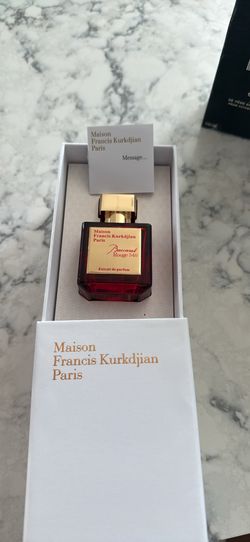 Maison
Francis Kurkdjian
Paris
Message...
Maison
Francis Kurkdjian
Paris
Baccarat
Rouge 540
Extrait de parfum
Maison
Francis Kurkdjian
Paris